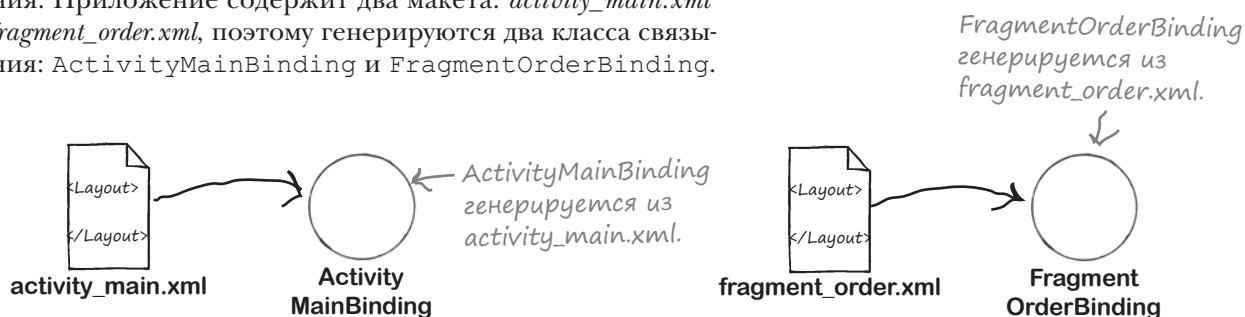 ния. Приложение содержит два макета: activity_main.xml
fragment_order.xml, поэтому генерируются два класса связы-
ния: ActivityMainBinding и FragmentOrderBinding.
FragmentOrderBinding
генерируется из
fragment_order.xml.
<Layout>
</Layout>
activity_main.xml
Activity
MainBinding
ActivityMainBinding
генерируется из
activity_main.xml.
<Layout>
</Layout>
fragment_order.xml
Fragment
OrderBinding